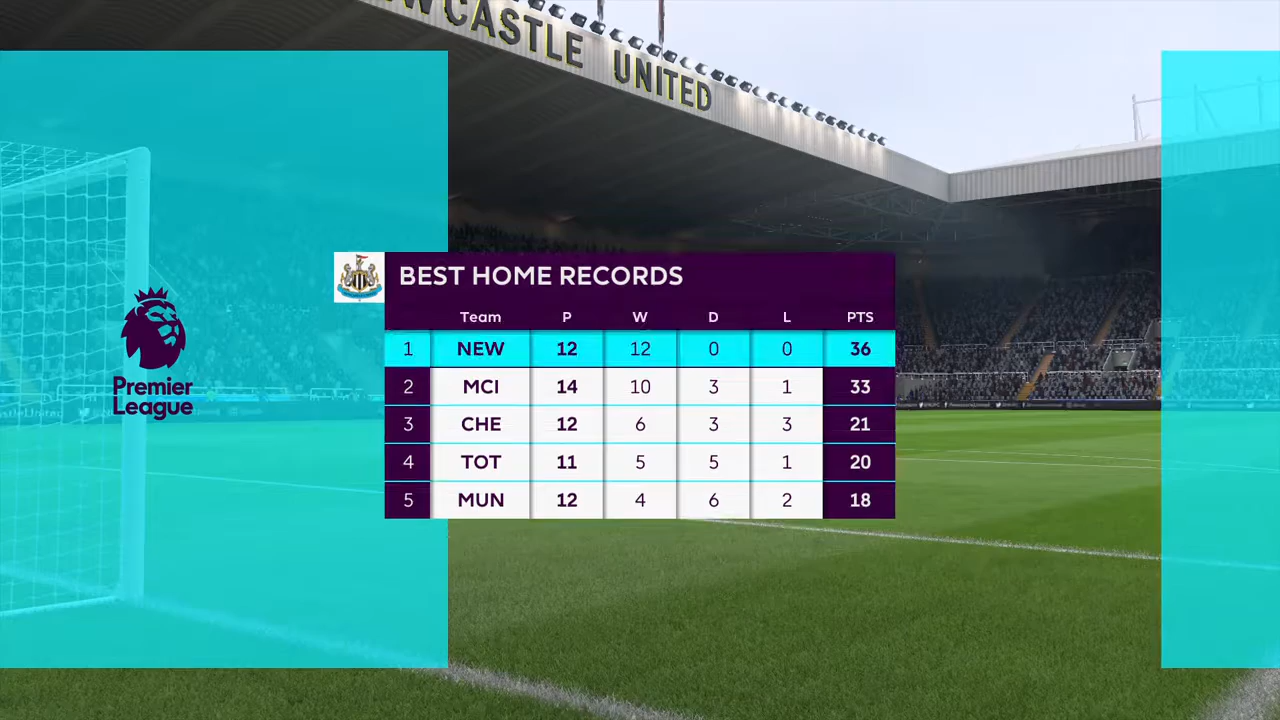 NEWCASTLE UNITED
BEST HOME RECORDS
Team P W D L PTS
1 NEW 12 12 0 0 36
2 MCI 14 10 3 1 33
3 CHE 12 6 3 3 21
4 TOT 11 5 5 1 20
5 MUN 12 4 6 2 18
Premier
League